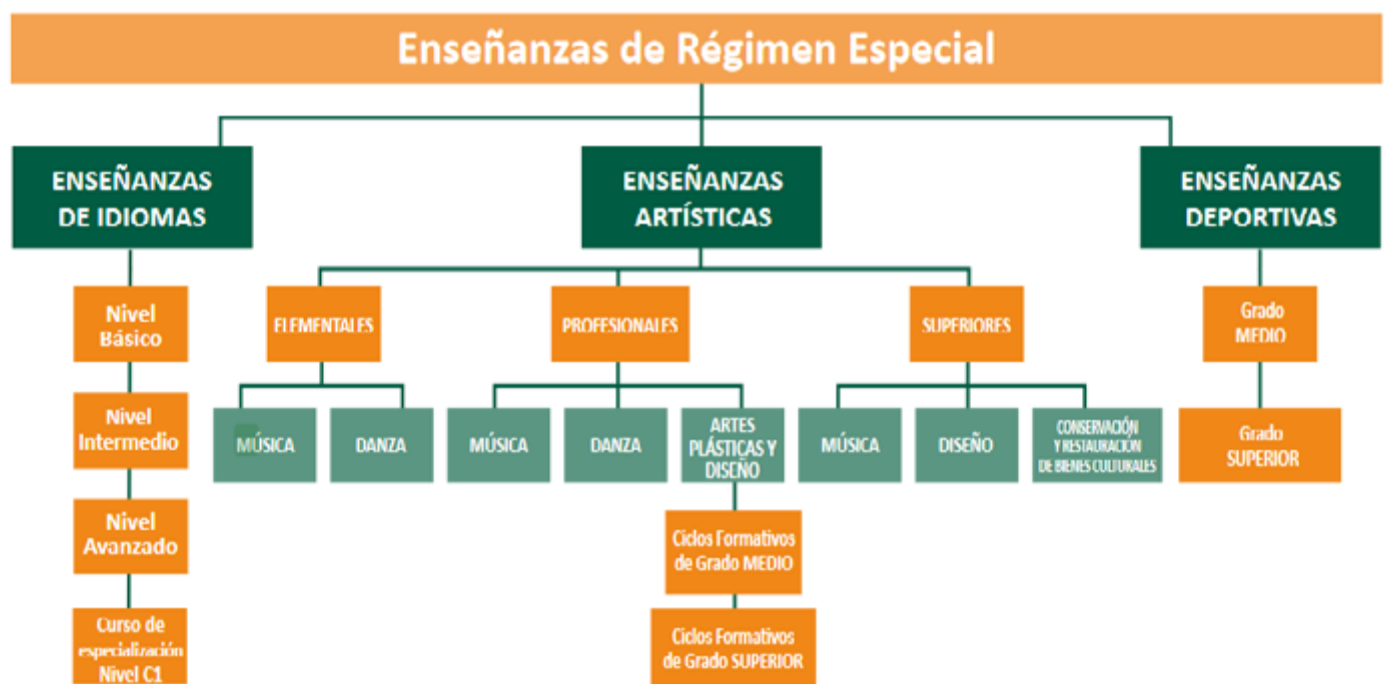 Enseñanzas de Régimen Especial
ENSEÑANZAS
DE IDIOMAS
ENSEÑANZAS
ARTÍSTICAS
ENSEÑANZAS
DEPORTIVAS
Nivel
Básico
ELEMENTALES
PROFESIONALES
SUPERIORES
Grado
MEDIO
Nivel
Intermedio
MÚSICA
DANZA
MÚSICA
DANZA
ARTES
PLÁSTICAS Y
DISEÑO
MÚSICA
DISEÑO
CONSERVACIÓN
Y RESTAURACIÓN
DE BIENES CULTURALES
Grado
SUPERIOR
Nivel
Avanzado
Ciclos Formativos
de Grado MEDIO
Curso de
especialización
Nivel C1
Ciclos Formativos
de Grado SUPERIOR